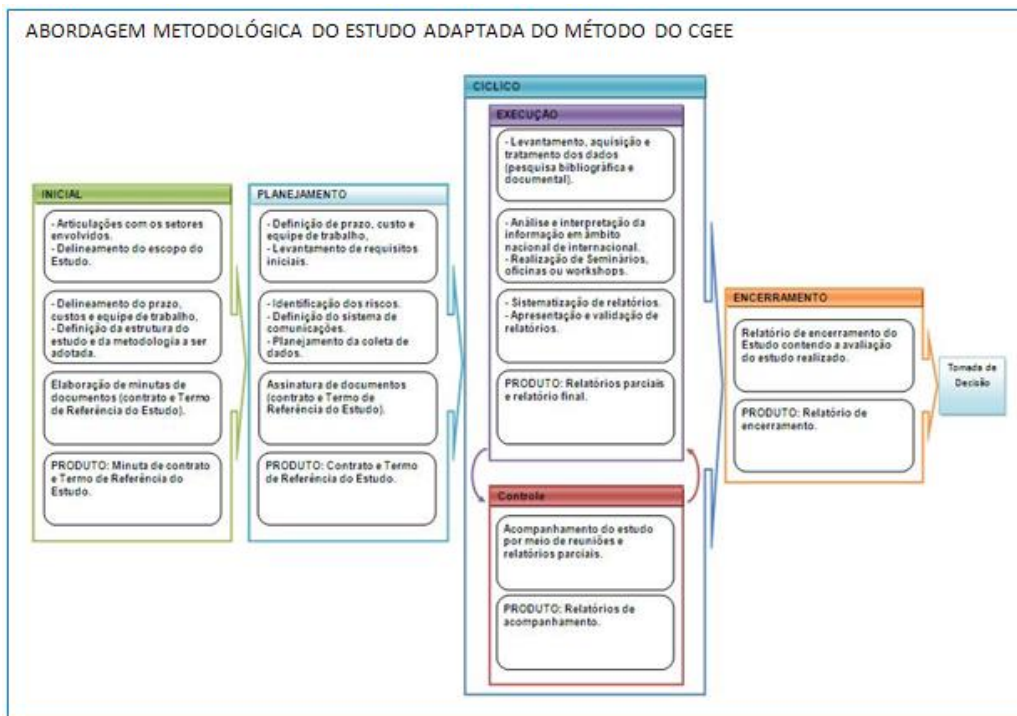 ABORDAGEM METODOLÓGICA DO ESTUDO ADAPTADA DO MÉTODO DO CGEE
INICIAL
- Articulações com os setores
envolvidos.
- Delineamento do escopo do
Estudo.
- Delineamento do prazo,
custos e equipe de trabalho,
- Definição da estrutura do
estudo e da metodologia a ser
adotada.
Elaboração de minutas de
documentos (contrato e Termo
de Referência do Estudo).
PRODUTO: Minuta de contrato
e Termo de Referência do
Estudo.
PLANEJAMENTO
- Definição de prazo, custo e
equipe de trabalho,
- Levantamento de requisitos
iniciais.
- Identificação dos riscos.
- Definição do sistema de
comunicações.
- Planejamento da coleta de
dados.
Assinatura de documentos
(contrato e Termo de
Referência do Estudo).
PRODUTO: Contrato e Termo
de Referência do Estudo.
CICLICO
EXECUÇÃO
- Levantamento, aquisição e
tratamento dos dados
(pesquisa bibliográfica e
documental).
- Análise e interpretação da
informação em âmbito
nacional de internacional.
- Realização de Seminários,
oficinas ou workshops.
- Sistematização de relatórios.
- Apresentação e validação de
relatórios.
PRODUTO: Relatórios parciais
e relatório final.
Controle
Acompanhamento do estudo
por meio de reuniões e
relatórios parciais.
PRODUTO: Relatórios de
acompanhamento.
ENCERRAMENTO
Relatório de encerramento do
Estudo contendo a avaliação
do estudo realizado.
PRODUTO: Relatório de
encerramento.
Tomada de
Decisão